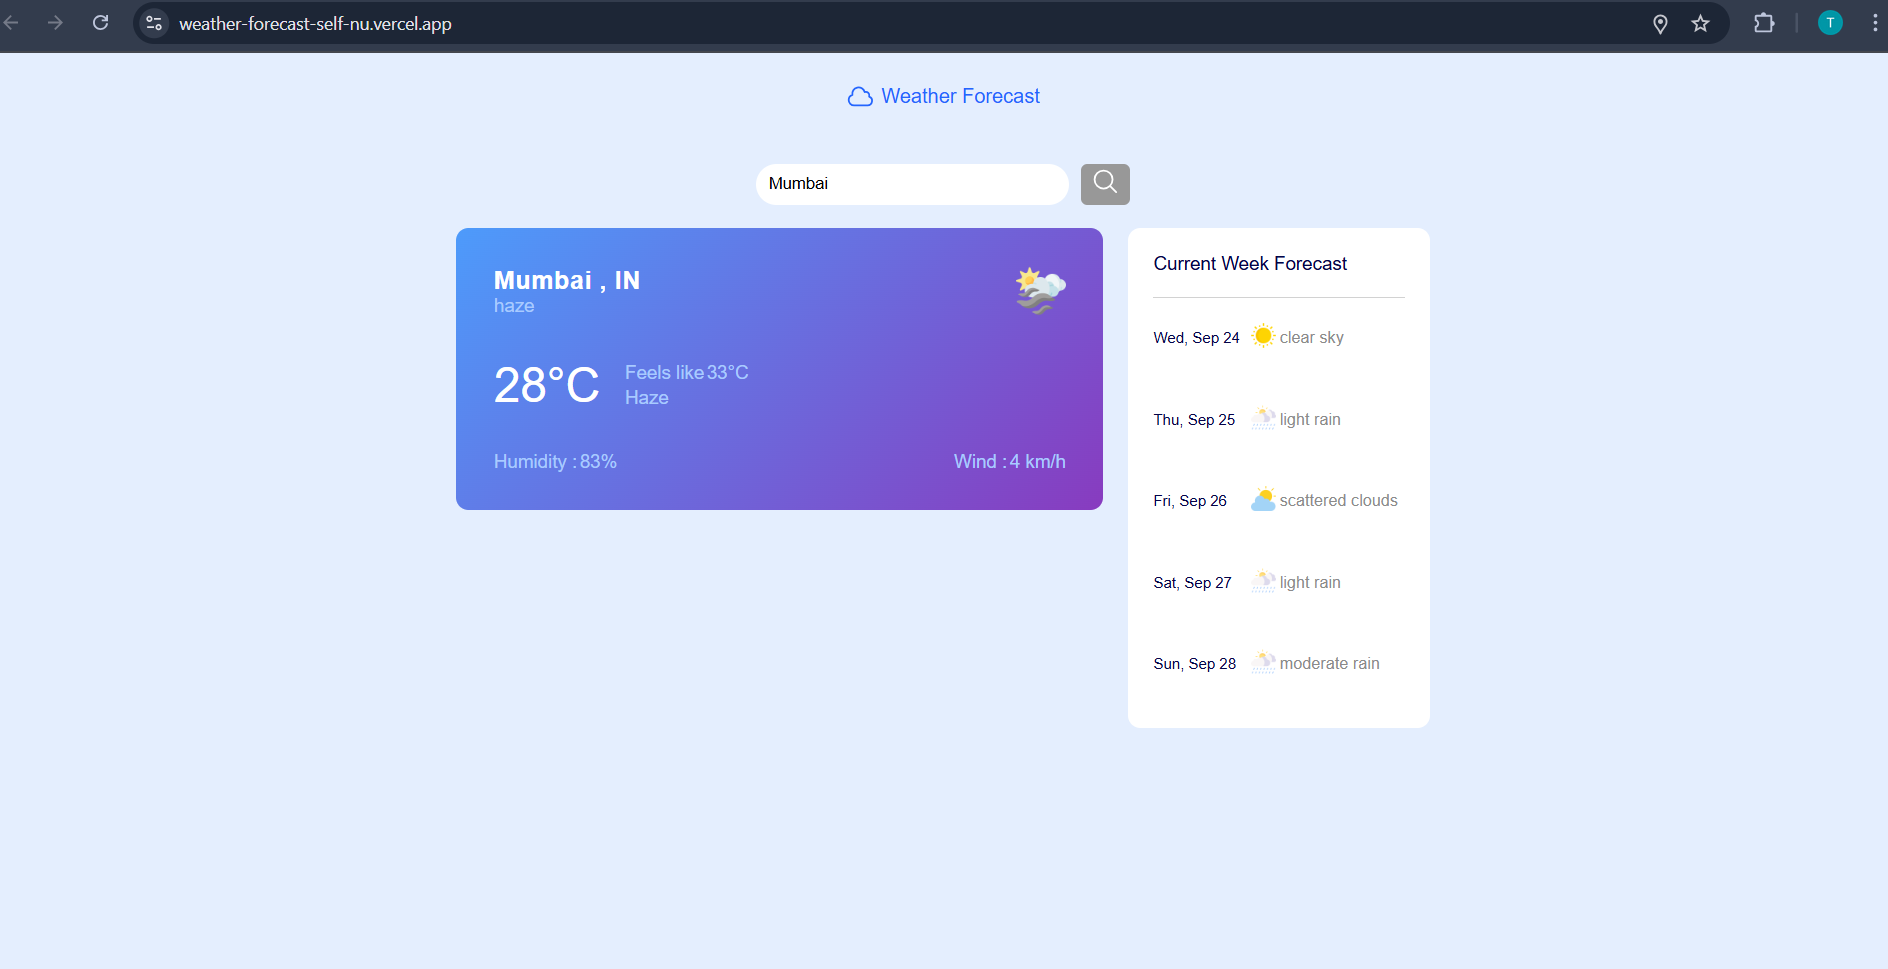 weather-forecast-self-nu.vercel.app
T
Weather Forecast
Mumbai
Mumbai , IN
haze
28°C
Feels like 33°C
Haze
Humidity : 83%
Wind : 4 km/h
Current Week Forecast
Wed, Sep 24 clear sky
Thu, Sep 25 light rain
Fri, Sep 26 scattered clouds
Sat, Sep 27 light rain
Sun, Sep 28 moderate rain